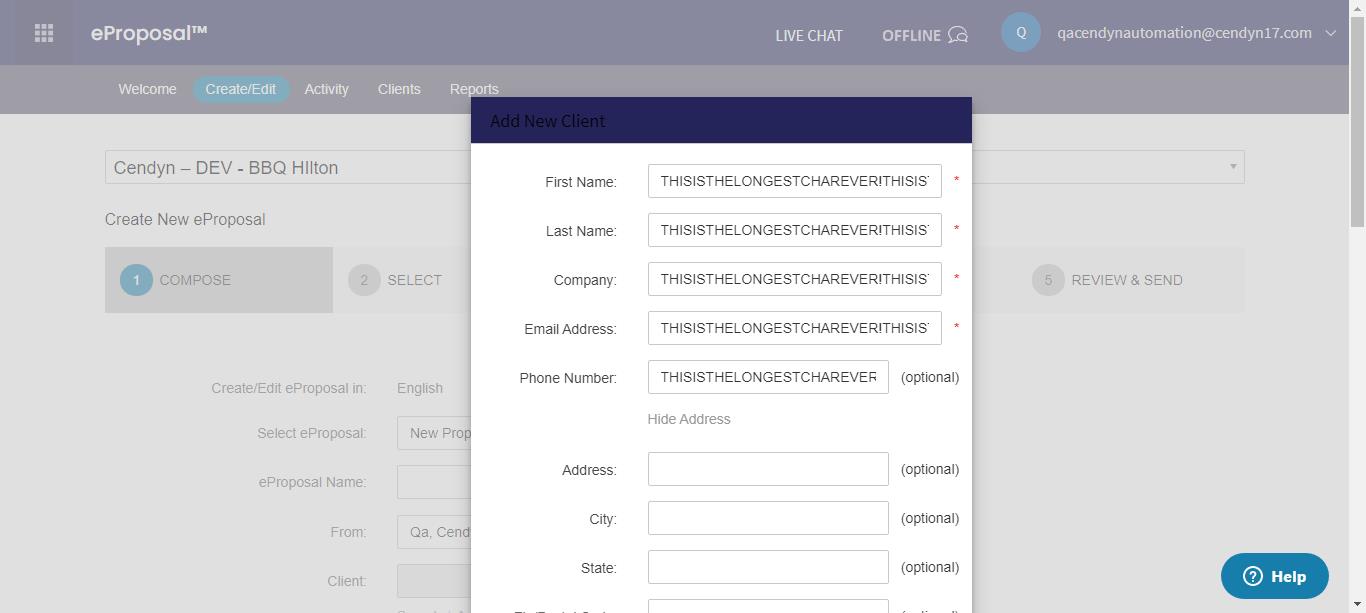 eProposal™
LIVE CHAT
OFFLINE
Q
qacendynautomation@cendyn17.com
Welcome
Create/Edit
Activity
Clients
Reports
Add New Client
Cendyn – DEV - BBQ HIlton
Create New eProposal
1 COMPOSE
2 SELECT
5 REVIEW & SEND
Create/Edit eProposal in: English
Select eProposal: New Prop
eProposal Name:
From: Qa, Cend
Client:
First Name: THISISTHELONGESTCHAREVER!THISIS *
Last Name: THISISTHELONGESTCHAREVER!THISIS *
Company: THISISTHELONGESTCHAREVER!THISIS *
Email Address: THISISTHELONGESTCHAREVER!THISIS *
Phone Number: THISISTHELONGESTCHAREVER (optional)
Hide Address
Address: (optional)
City: (optional)
State: (optional)
Help